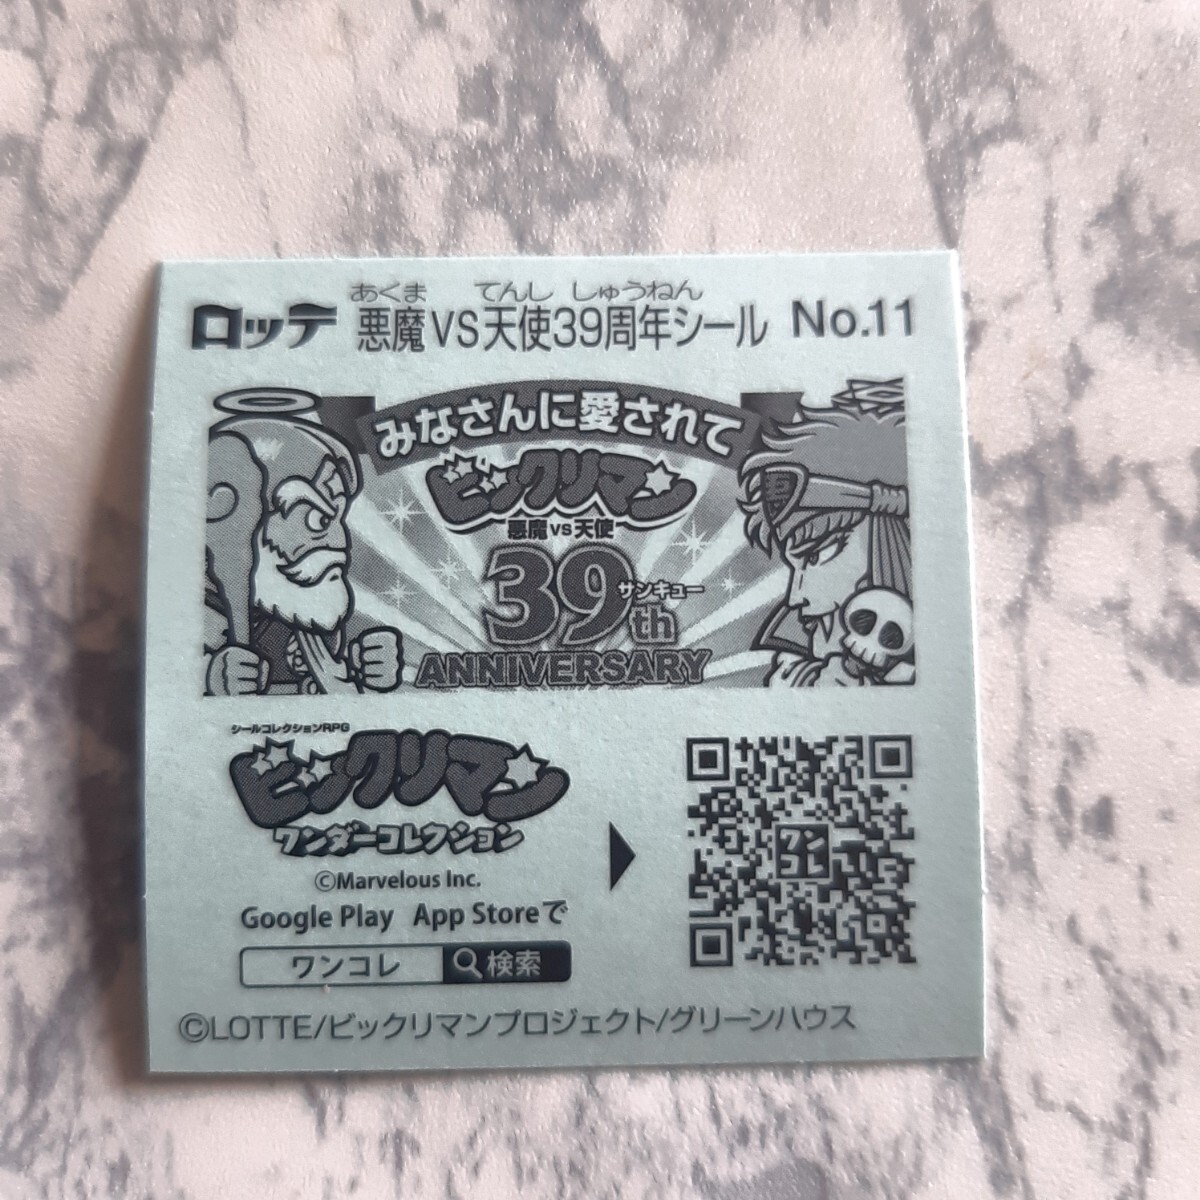 あくま てんし しゅうねん
ロッテ 悪魔VS天使39周年シール No.11
みなさんに愛されて
ビックリマン
悪魔VS天使
39th
サンキュー
ANNIVERSARY
シールコレクションRPG
ビックリマン
ワンダーコレクション
©Marvelous Inc.
Google Play App Storeで
ワンコレ 検索
ワン
コレ
©LOTTE/ビックリマンプロジェクト/グリーンハウス